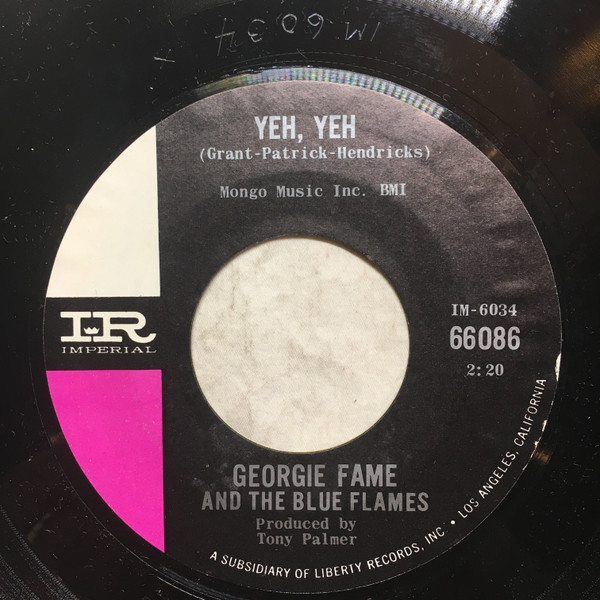 IM 6034
YEH, YEH
(Grant-Patrick-Hendricks)
Mongo Music Inc. BMI
IR
IMPERIAL
IM-6034
66086
2:20
GEORGIE FAME
AND THE BLUE FLAMES
Produced by
Tony Palmer
A SUBSIDIARY OF LIBERTY RECORDS, INC. • LOS ANGELES, CALIFORNIA